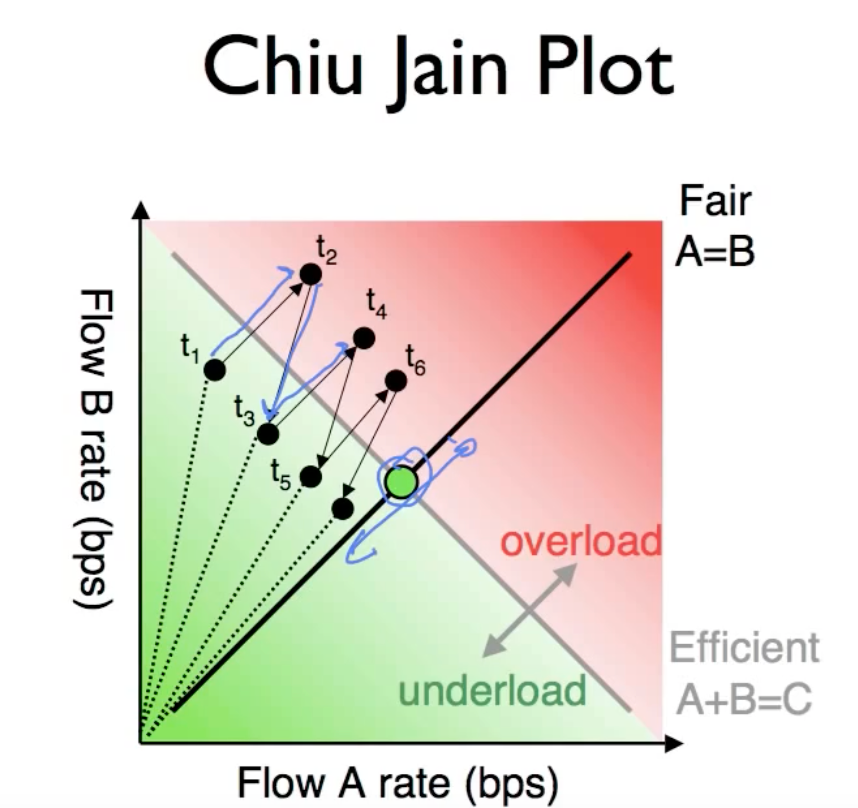 Chiu Jain Plot
Fair
A=B
t2
t4
t1
t6
t3
t5
Flow B rate (bps)
overload
underload
Efficient
A+B=C
Flow A rate (bps)